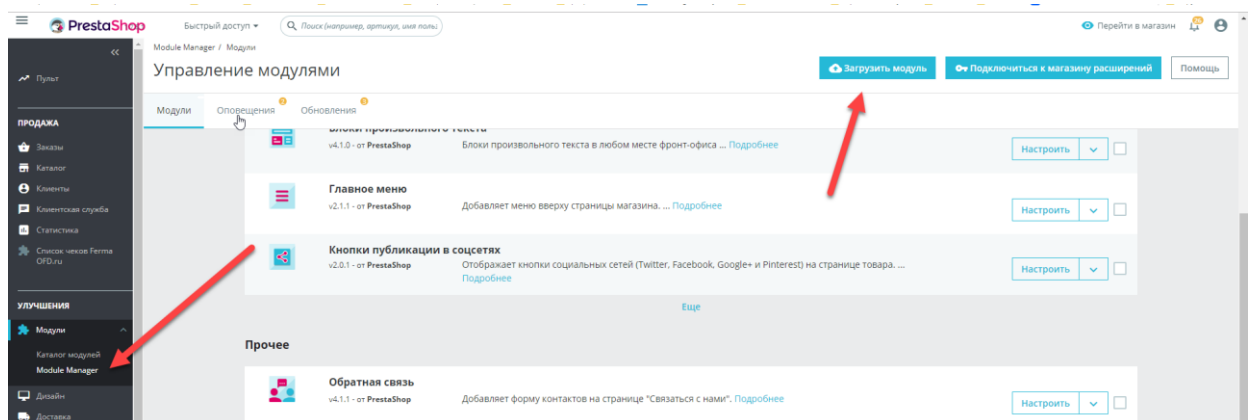 PrestaShop
Быстрый доступ
Поиск (например, артикул, имя поль:
Перейти в магазин
Module Manager / Модули
Управление модулями
Загрузить модуль
Подключиться к магазину расширений
Помощь
Модули
Оповещения 2
Обновления 3
Пульт
ПРОДАЖА
Заказы
Каталог
Клиенты
Клиентская служба
Статистика
Список чеков Ferma
OFD.ru
УЛУЧШЕНИЯ
Модули
Каталог модулей
Module Manager
Дизайн
Доставка
Блоки произвольного текста
v4.1.0 - от PrestaShop
Блоки произвольного текста в любом месте фронт-офиса ... Подробнее
Настроить
Главное меню
v2.1.1 - от PrestaShop
Добавляет меню вверху страницы магазина. ... Подробнее
Настроить
Кнопки публикации в соцсетях
v2.0.1 - от PrestaShop
Отображает кнопки социальных сетей (Twitter, Facebook, Google+ и Pinterest) на странице товара. ...
Подробнее
Настроить
Еще
Прочее
Обратная связь
v4.1.1 - от PrestaShop
Добавляет форму контактов на странице "Связаться с нами". Подробнее
Настроить